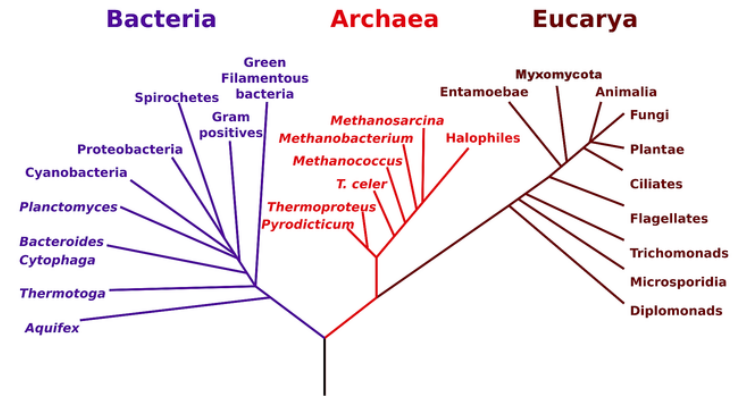 Bacteria
Archaea
Eucarya
Green
Filamentous
bacteria
Spirochetes
Gram
positives
Proteobacteria
Cyanobacteria
Planctomyces
Bacteroides
Cytophaga
Thermotoga
Aquifex
Methanosarcina
Methanobacterium
Halophiles
Methanococcus
T. celer
Thermoproteus
Pyrodicticum
Myxomycota
Entamoebae
Animalia
Fungi
Plantae
Ciliates
Flagellates
Trichomonads
Microsporidia
Diplomonads